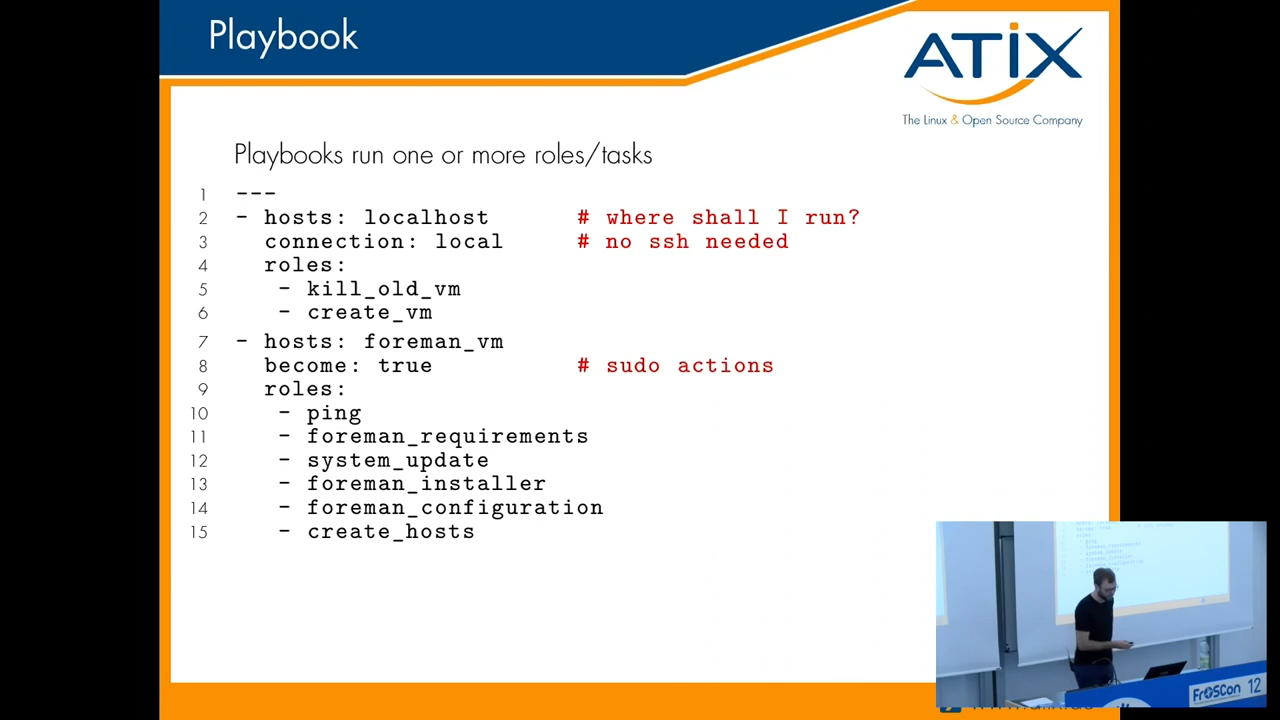 Playbook
ATIX
The Linux & Open Source Company
Playbooks run one or more roles/tasks
1 ---
2 - hosts: localhost # where shall I run?
3 connection: local # no ssh needed
4 roles:
5 - kill_old_vm
6 - create_vm
7 - hosts: foreman_vm
8 become: true # sudo actions
9 roles:
10 - ping
11 - foreman_requirements
12 - system_update
13 - foreman_installer
14 - foreman_configuration
15 - create_hosts
FrOSCon 12